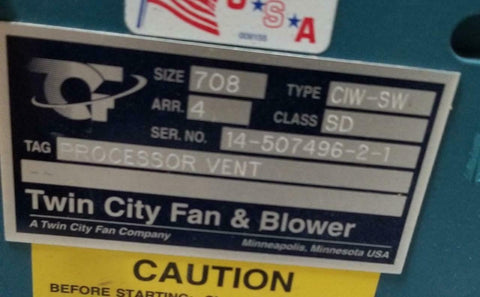 USA
SIZE 708 TYPE CIW-SW
ARR. 4 CLASS SD
SER. NO. 14-507496-2-1
TAG PROCESSOR VENT
--
Twin City Fan & Blower
A Twin City Fan Company Minneapolis, Minnesota USA
CAUTION
BEFORE STARTING: